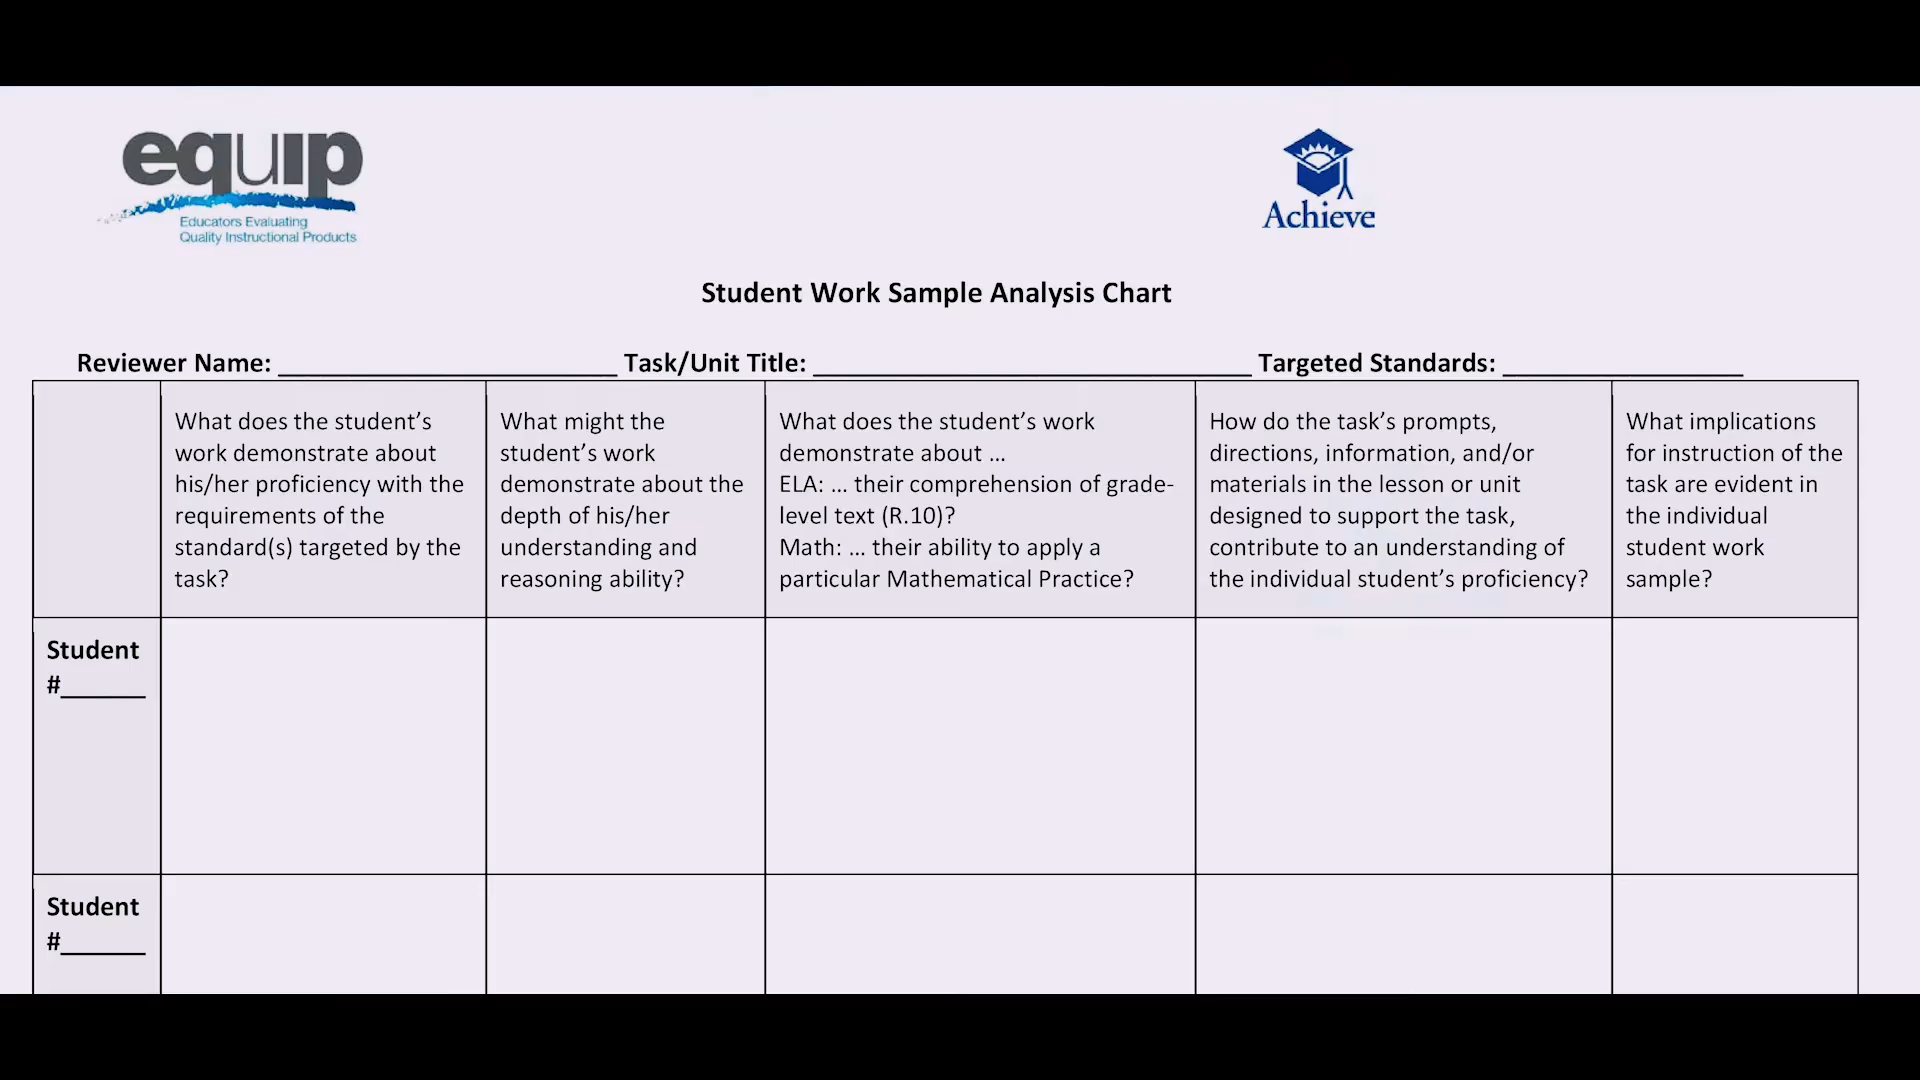 equip
Educators Evaluating
Quality Instructional Products
Achieve
Student Work Sample Analysis Chart
Reviewer Name: ________________________ Task/Unit Title: _______________________________ Targeted Standards: _________________
What does the student’s
work demonstrate about
his/her proficiency with the
requirements of the
standard(s) targeted by the
task?
What might the
student’s work
demonstrate about the
depth of his/her
understanding and
reasoning ability?
What does the student’s work
demonstrate about …
ELA: … their comprehension of grade-
level text (R.10)?
Math: … their ability to apply a
particular Mathematical Practice?
How do the task’s prompts,
directions, information, and/or
materials in the lesson or unit
designed to support the task,
contribute to an understanding of
the individual student’s proficiency?
What implications
for instruction of the
task are evident in
the individual
student work
sample?
Student
#______
Student
#______